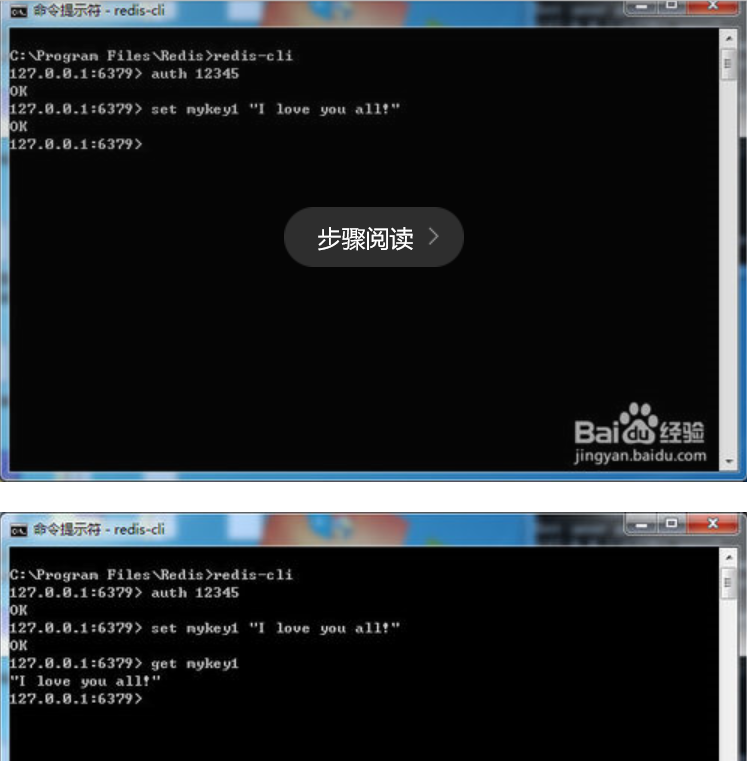 命令提示符 - redis-cli
C:\Program Files\Redis>redis-cli
127.0.0.1:6379> auth 12345
OK
127.0.0.1:6379> set mykey1 "I love you all!"
OK
127.0.0.1:6379>
步骤阅读
Bai du 经验
jingyan.baidu.com
命令提示符 - redis-cli
C:\Program Files\Redis>redis-cli
127.0.0.1:6379> auth 12345
OK
127.0.0.1:6379> set mykey1 "I love you all!"
OK
127.0.0.1:6379> get mykey1
"I love you all!"
127.0.0.1:6379>